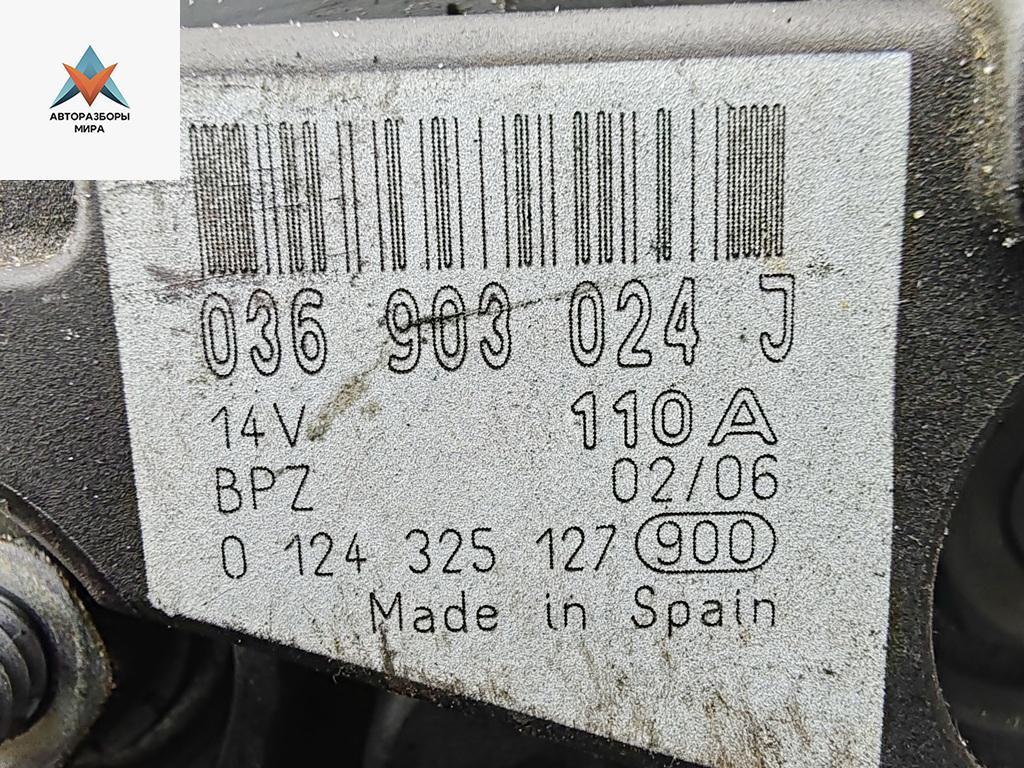 АВТОРАЗБОРЫ
МИРА
036 903 024 J
14V 110A
BPZ 02/06
0 124 325 127 900
Made in Spain